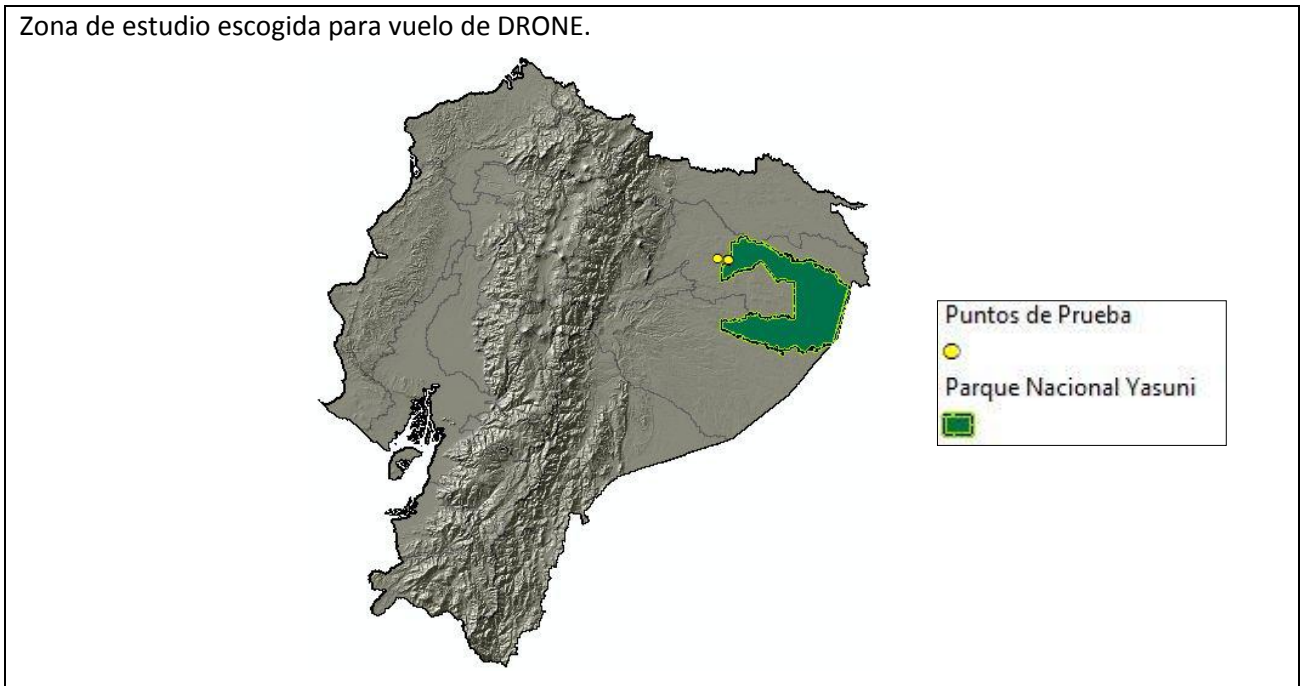 Zona de estudio escogida para vuelo de DRONE.
Puntos de Prueba
Parque Nacional Yasuni